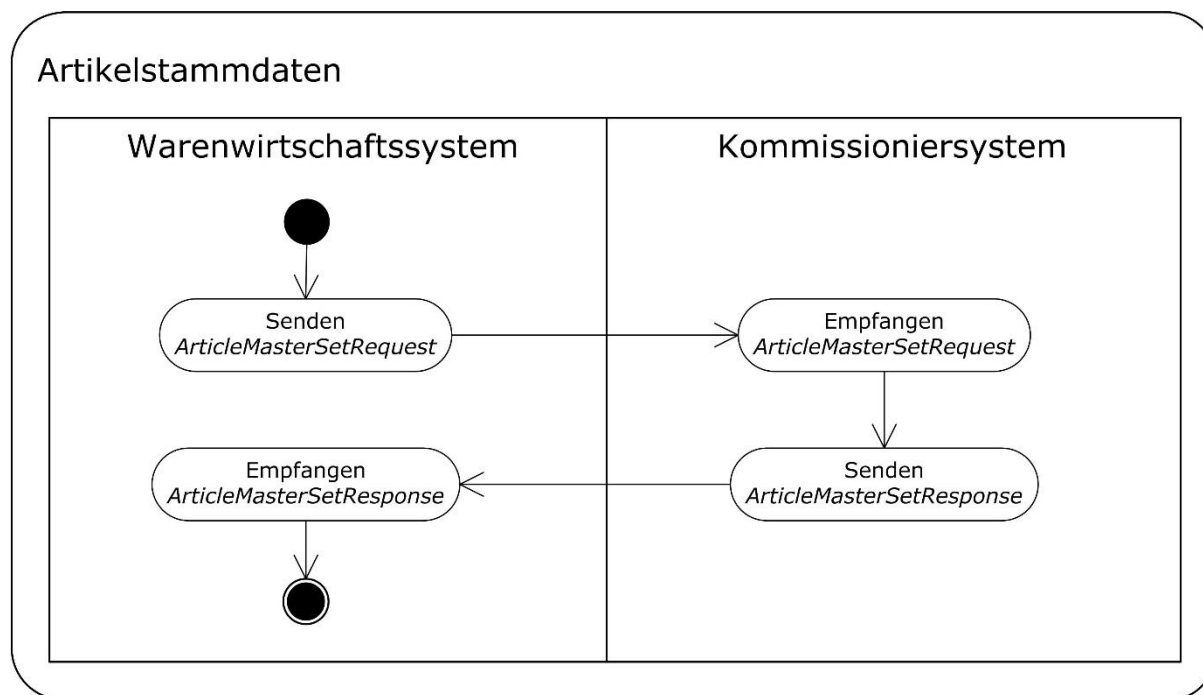 Artikelstammdaten
Warenwirtschaftssystem
Kommissioniersystem
Senden
ArticleMasterSetRequest
Empfangen
ArticleMasterSetRequest
Empfangen
ArticleMasterSetResponse
Senden
ArticleMasterSetResponse